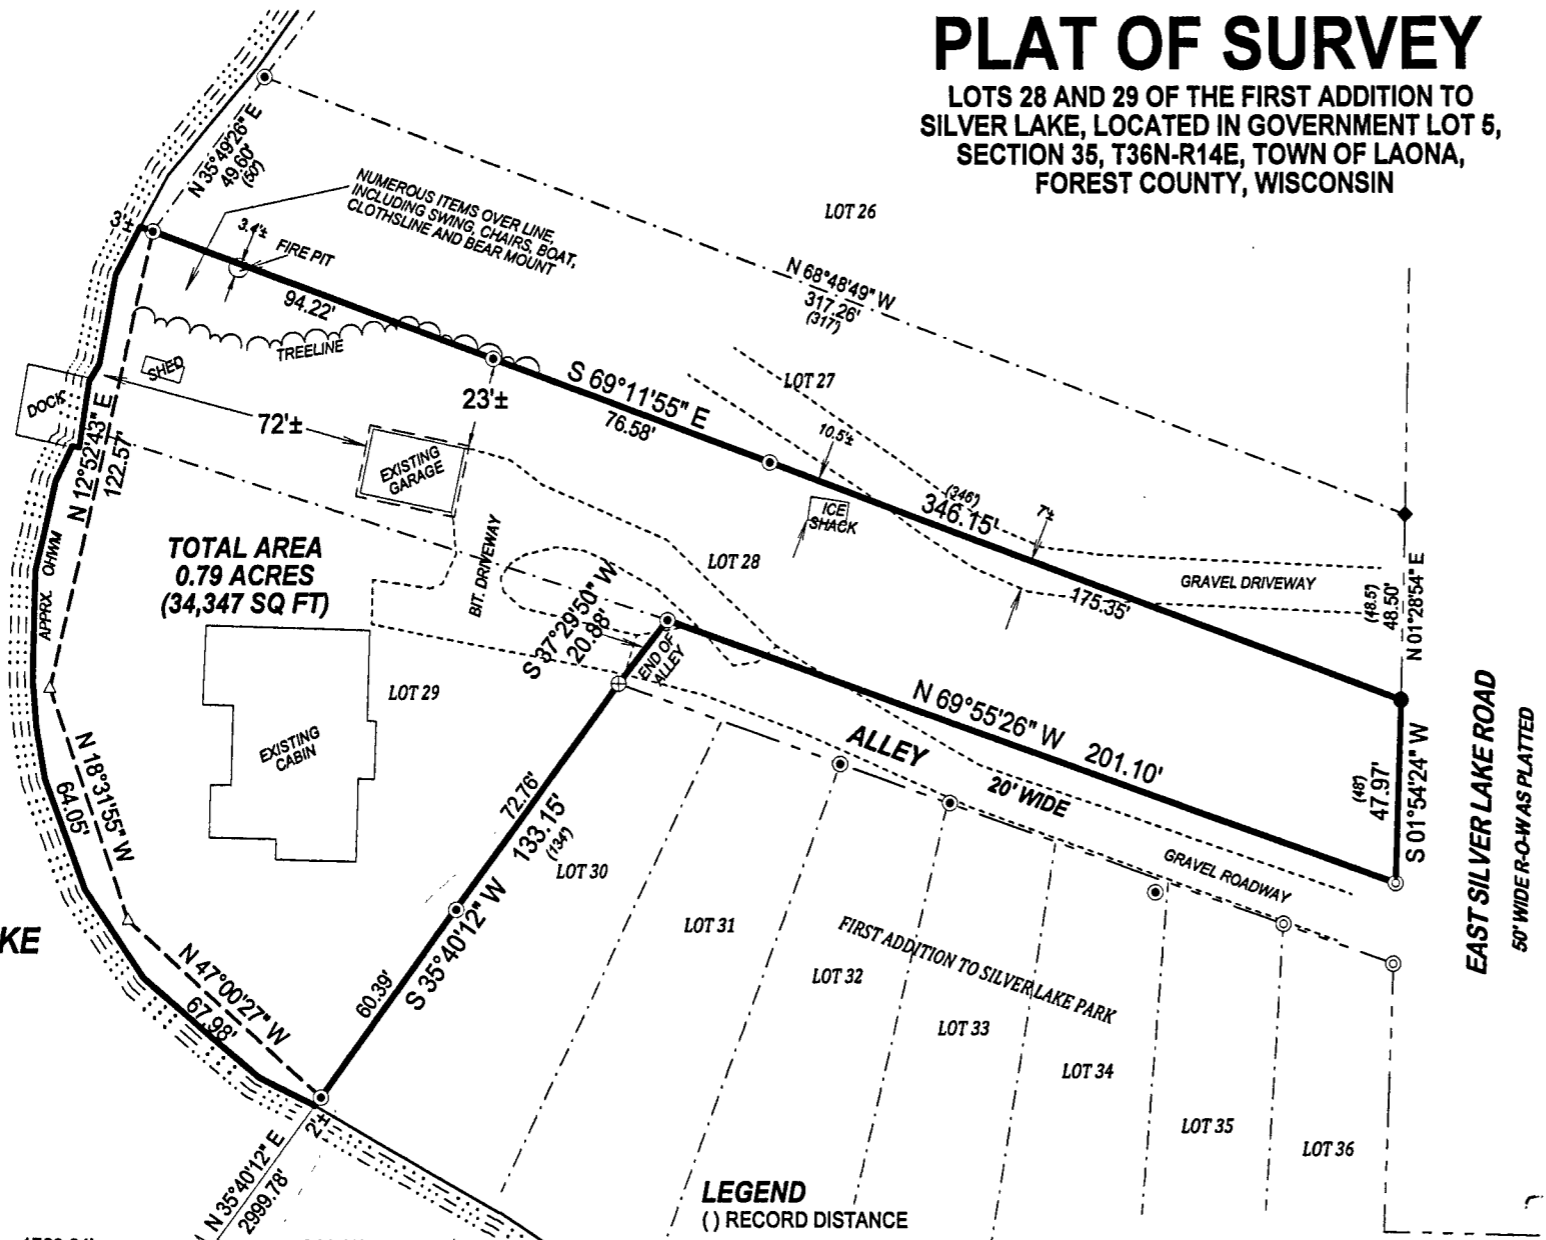 PLAT OF SURVEY
LOTS 28 AND 29 OF THE FIRST ADDITION TO
SILVER LAKE, LOCATED IN GOVERNMENT LOT 5,
SECTION 35, T36N-R14E, TOWN OF LAONA,
FOREST COUNTY, WISCONSIN
N 35°49'26" E
49.60'
(50')
NUMEROUS ITEMS OVER LINE,
INCLUDING SWING, CHAIRS, BOAT,
CLOTHSLINE AND BEAR MOUNT
LOT 26
3'±
3.4'±
FIRE PIT
94.22'
N 68°48'49" W
317.26'
(317')
TREELINE
SHED
DOCK
72'±
23'±
S 69°11'55" E
76.58'
LOT 27
10.5'±
EXISTING
GARAGE
N 12°52'43" E
122.57'
ICE
SHACK
(346')
346.15'
7'±
TOTAL AREA
0.79 ACRES
(34,347 SQ FT)
APPRX. OHWM
BIT. DRIVEWAY
LOT 28
GRAVEL DRIVEWAY
175.35'
(48.5')
48.50'
N 01°28'54" E
S 37°29'50" W
20.88'
END OF
ALLEY
LOT 29
EXISTING
CABIN
N 69°55'26" W 201.10'
ALLEY
20' WIDE
(48')
47.97'
S 01°54'24" W
EAST SILVER LAKE ROAD
50' WIDE R-O-W AS PLATTED
N 18°31'55" W
64.05'
72.76'
133.15'
(134')
S 35°40'12" W
60.39'
LOT 30
GRAVEL ROADWAY
LOT 31
FIRST ADDITION TO SILVER LAKE PARK
LOT 32
LOT 33
LOT 34
LOT 35
LOT 36
KE
N 47°00'27" W
67.98'
2'±
N 35°40'12" E
2999.78'
LEGEND
( ) RECORD DISTANCE